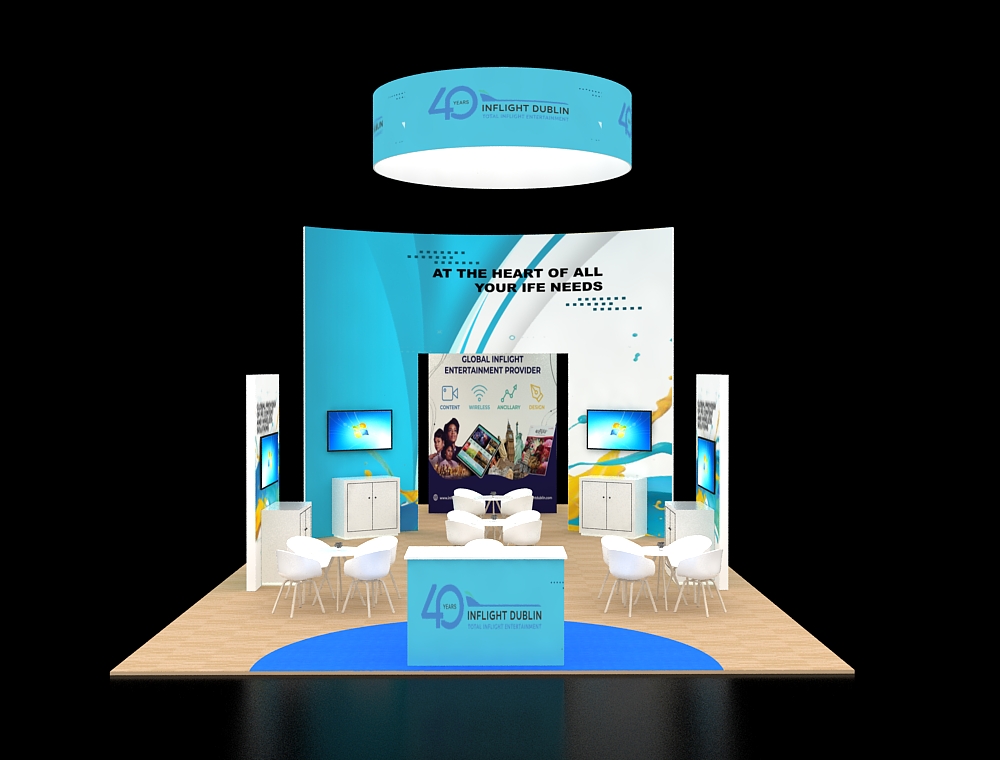 40 YEARS
INFLIGHT DUBLIN
TOTAL INFLIGHT ENTERTAINMENT
AT THE HEART OF ALL
YOUR IFE NEEDS
GLOBAL INFLIGHT
ENTERTAINMENT PROVIDER
CONTENT WIRELESS ANCILLARY DESIGN
40 YEARS
INFLIGHT DUBLIN
TOTAL INFLIGHT ENTERTAINMENT